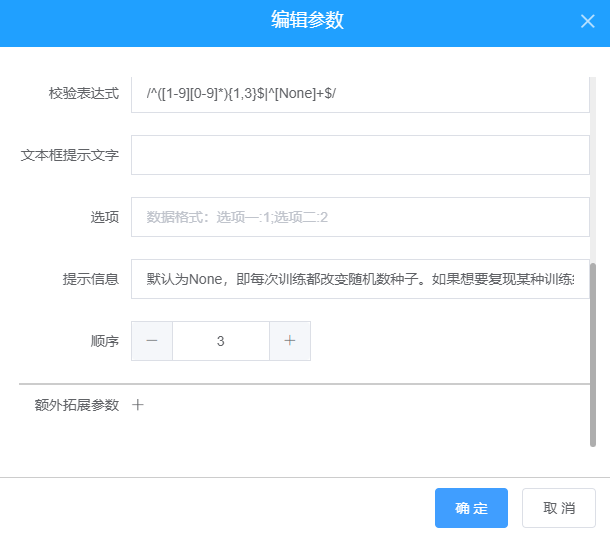 编辑参数
校验表达式
/^([1-9][0-9]*){1,3}$|^[None]+$/
文本框提示文字
选项
数据格式：选项一:1;选项二:2
提示信息
默认为None，即每次训练都改变随机数种子。如果想要复现某种训练
顺序
3
额外拓展参数
确 定
取 消